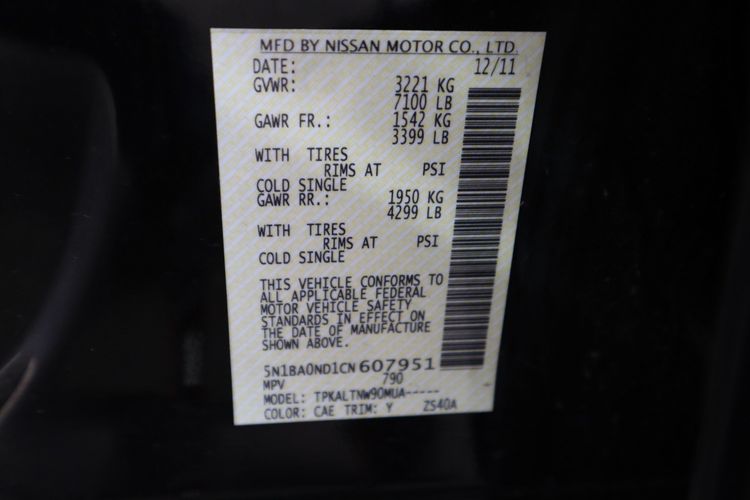 MFD BY NISSAN MOTOR CO., LTD.
DATE: 12/11
GVWR: 3221 KG
7100 LB
GAWR FR.: 1542 KG
3399 LB
WITH TIRES
RIMS AT PSI
COLD SINGLE
GAWR RR.: 1950 KG
4299 LB
WITH TIRES
RIMS AT PSI
COLD SINGLE
THIS VEHICLE CONFORMS TO
ALL APPLICABLE FEDERAL
MOTOR VEHICLE SAFETY
STANDARDS IN EFFECT ON
THE DATE OF MANUFACTURE
SHOWN ABOVE.
5N1BA0ND1CN607951
MPV 790
MODEL: TPKALTNW90MUA-----
COLOR: CAE TRIM: Y ZS40A